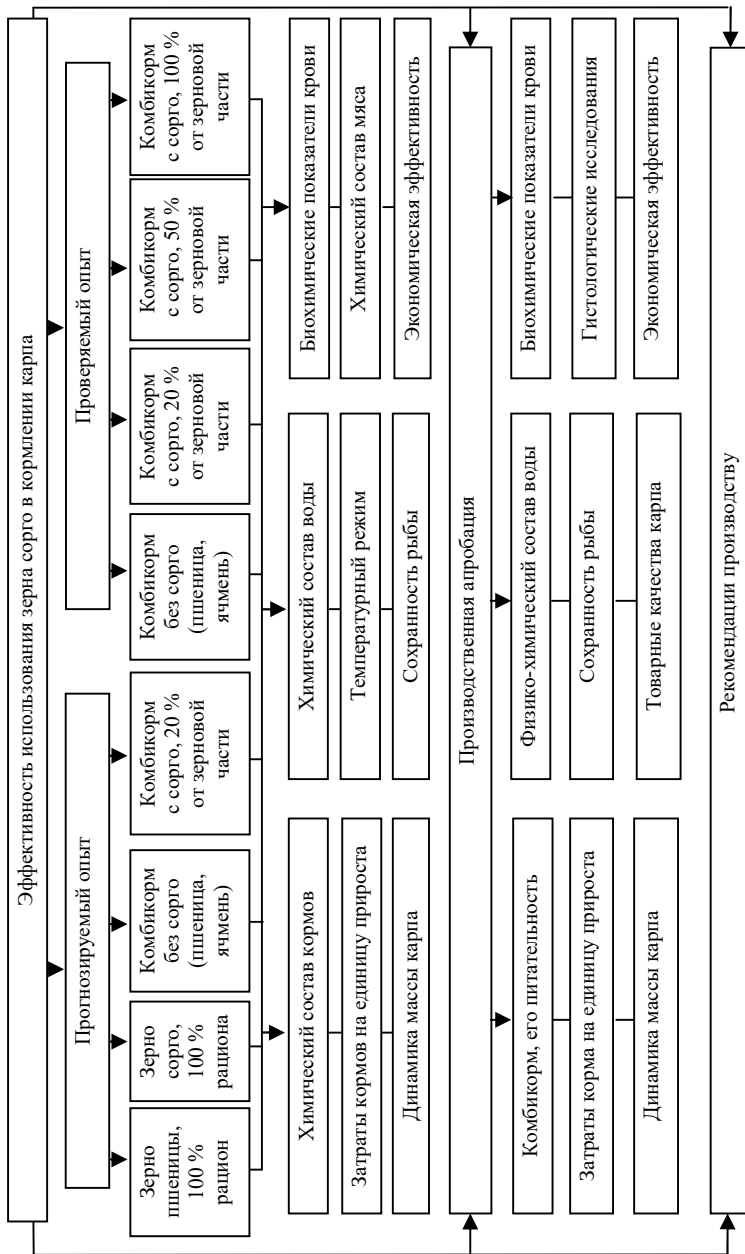 Эффективность использования зерна сорго в кормлении карпа
Прогнозируемый опыт
Проверяемый опыт
Зерно
пшеницы,
100 %
рацион
Зерно
сорго,
100 %
рациона
Комбикорм
без сорго
(пшеница,
ячмень)
Комбикорм
с сорго, 20 %
от зерновой
части
Комбикорм
без сорго
(пшеница,
ячмень)
Комбикорм
с сорго, 20 %
от зерновой
части
Комбикорм
с сорго, 50 %
от зерновой
части
Комбикорм
с сорго, 100 %
от зерновой
части
Химический состав кормов
Затраты кормов на единицу прироста
Динамика массы карпа
Химический состав воды
Температурный режим
Сохранность рыбы
Биохимические показатели крови
Химический состав мяса
Экономическая эффективность
Производственная апробация
Комбикорм, его питательность
Затраты корма на единицу прироста
Динамика массы карпа
Физико-химический состав воды
Сохранность рыбы
Товарные качества карпа
Биохимические показатели крови
Гистологические исследования
Экономическая эффективность
Рекомендации производству